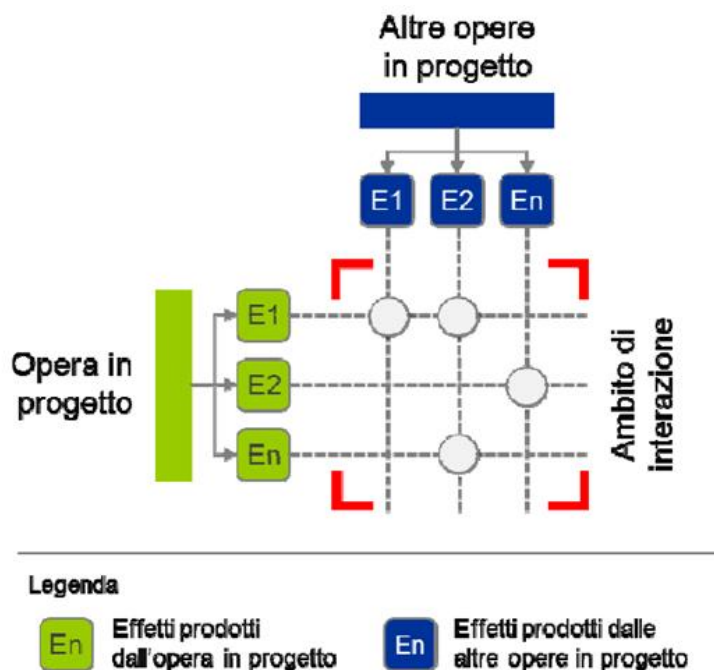 Altre opere
in progetto
E1
E2
En
E1
Opera in
progetto
E2
En
Ambito di
interazione
Legenda
En
Effetti prodotti
dall'opera in progetto
En
Effetti prodotti dalle
altre opere in progetto